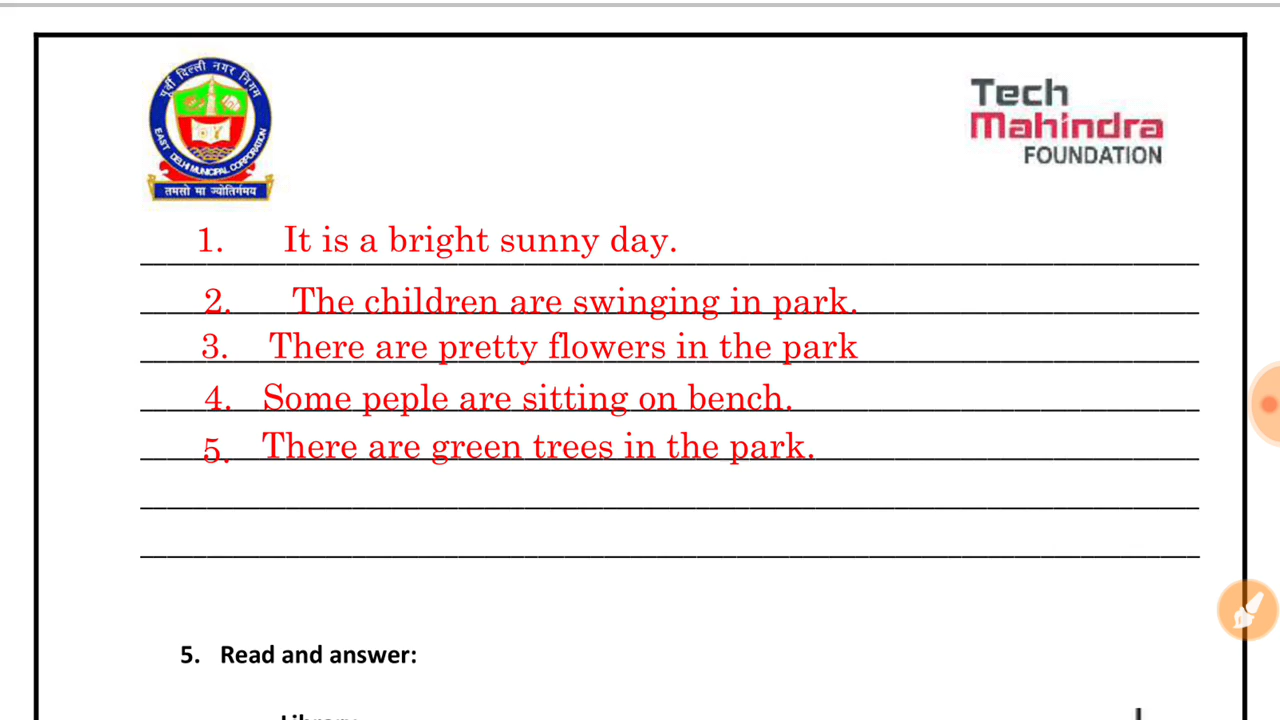 पूर्वी दिल्ली नगर निगम
EAST DELHI MUNICIPAL CORPORATION
तमसो मा ज्योतिर्गमय
Tech
Mahindra
FOUNDATION
1. It is a bright sunny day.
2. The children are swinging in park.
3. There are pretty flowers in the park
4. Some peple are sitting on bench.
5. There are green trees in the park.
5. Read and answer:
Library